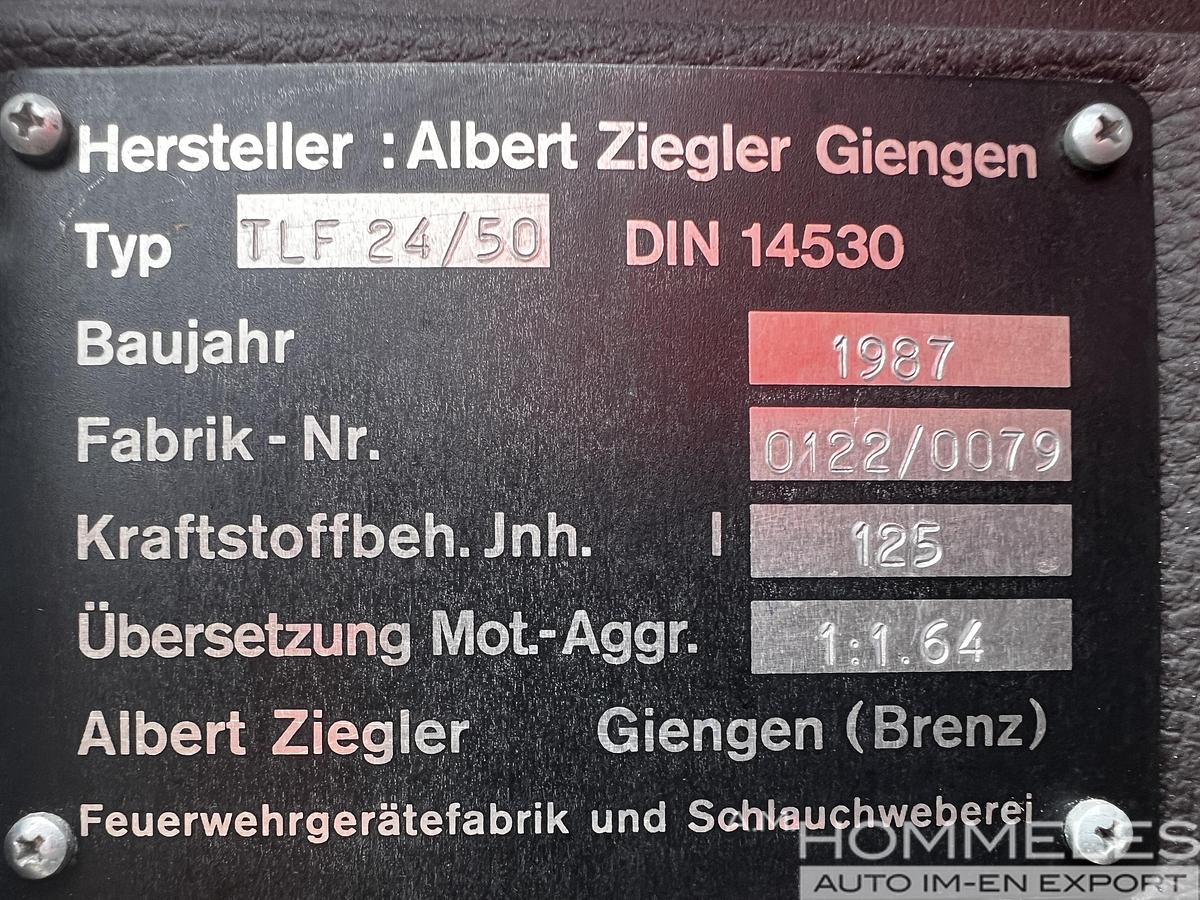 Hersteller : Albert Ziegler Giengen
Typ TLF 24/50 DIN 14530
Baujahr 1987
Fabrik - Nr. 0122/0079
Kraftstoffbeh. Jnh. l 125
Übersetzung Mot.-Aggr. 1:1.64
Albert Ziegler Giengen (Brenz)
Feuerwehrgerätefabrik und Schlauchweberei
HOMMELES
AUTO IM-EN EXPORT